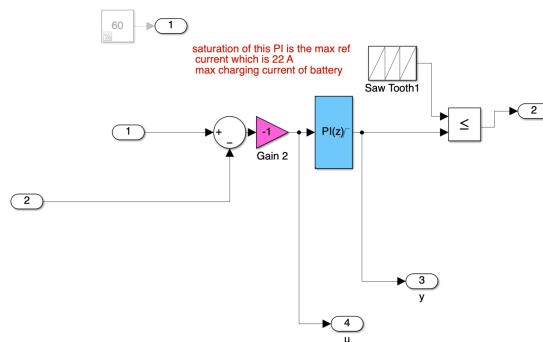 60
1
saturation of this PI is the max ref
current which is 22 A
max charging current of battery
Saw Tooth1
2
≤
1
+
−
-1
PI(z)
Gain 2
2
3
y
4
u